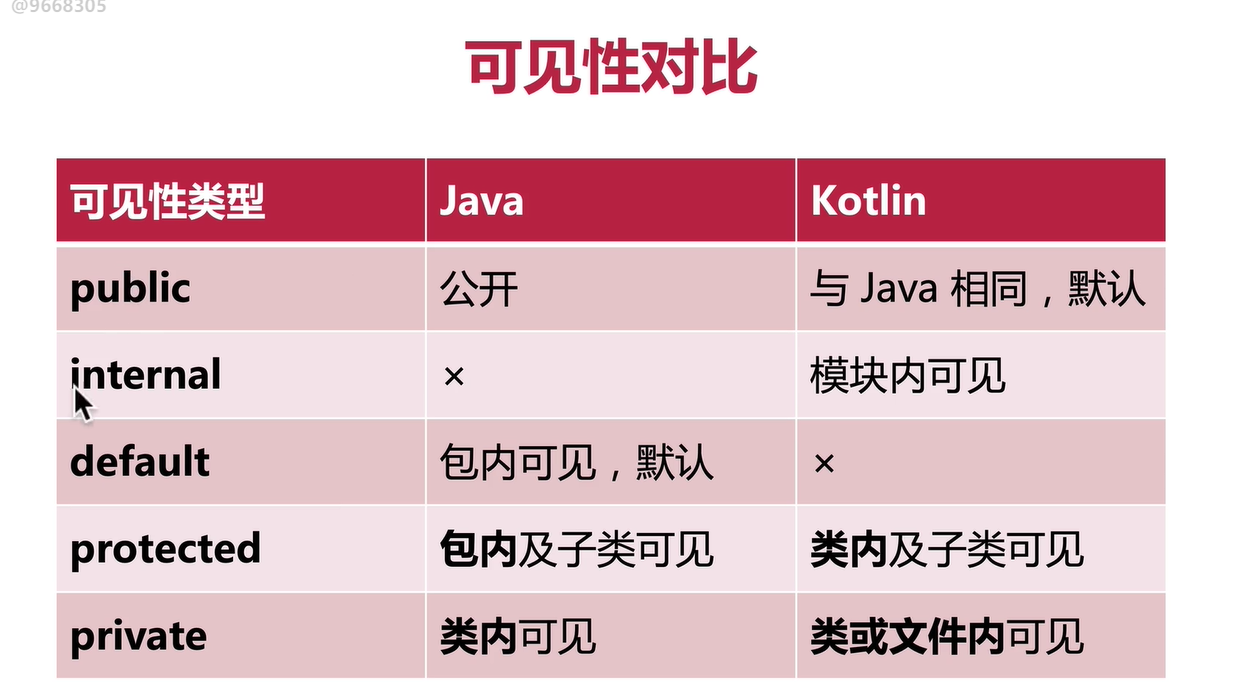 @9668305
可见性对比
可见性类型 Java Kotlin
public 公开 与 Java 相同，默认
internal × 模块内可见
default 包内可见，默认 ×
protected 包内及子类可见 类内及子类可见
private 类内可见 类或文件内可见